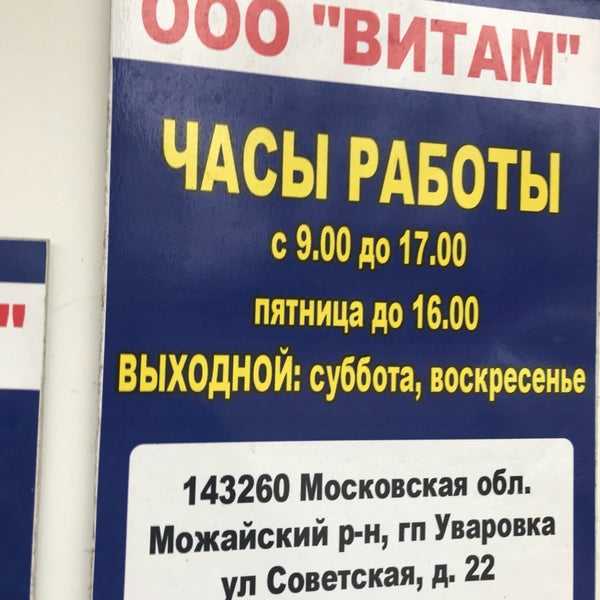 ООО "ВИТАМ"
ЧАСЫ РАБОТЫ
с 9.00 до 17.00
пятница до 16.00
ВЫХОДНОЙ: суббота, воскресенье
"
143260 Московская обл.
Можайский р-н, гп Уваровка
ул Советская, д. 22